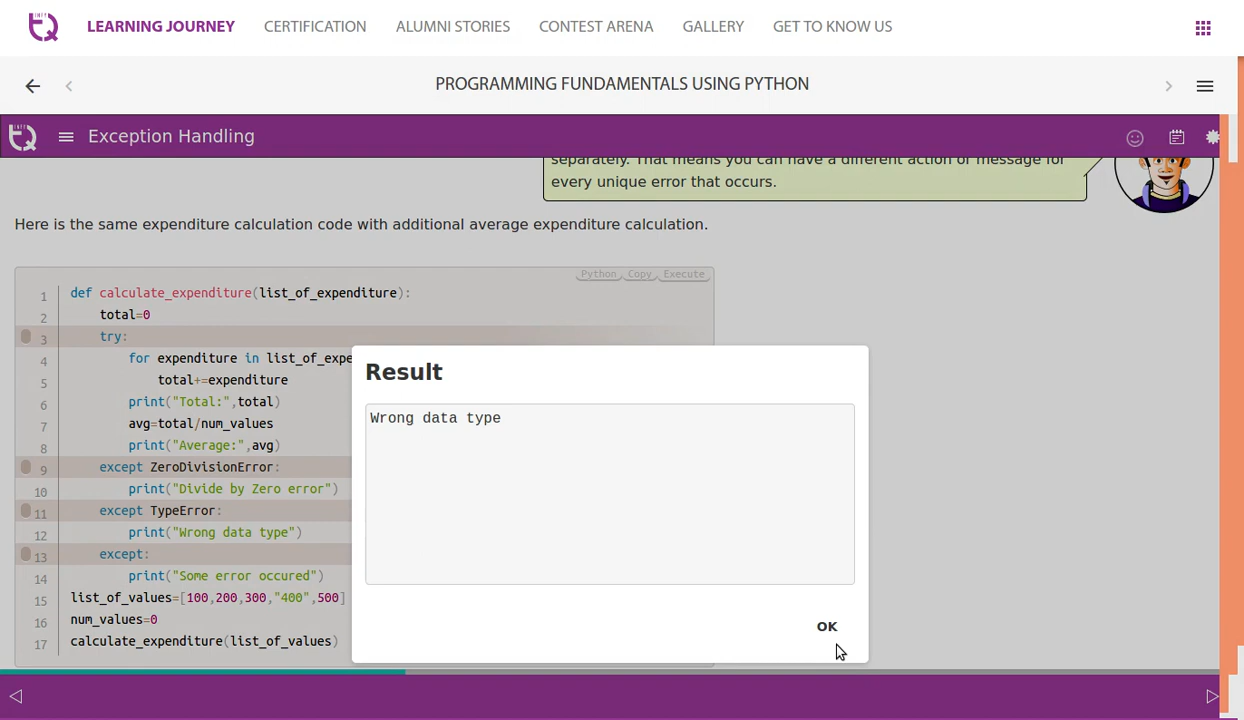 LEARNING JOURNEY CERTIFICATION ALUMNI STORIES CONTEST ARENA GALLERY GET TO KNOW US
PROGRAMMING FUNDAMENTALS USING PYTHON
Exception Handling
separately. That means you can have a different action or message for
every unique error that occurs.
Here is the same expenditure calculation code with additional average expenditure calculation.
Python Copy Execute
1 def calculate_expenditure(list_of_expenditure):
2 total=0
3 try:
4 for expenditure in list_of_expe
5 total+=expenditure
6 print("Total:",total)
7 avg=total/num_values
8 print("Average:",avg)
9 except ZeroDivisionError:
10 print("Divide by Zero error")
11 except TypeError:
12 print("Wrong data type")
13 except:
14 print("Some error occured")
15 list_of_values=[100,200,300,"400",500]
16 num_values=0
17 calculate_expenditure(list_of_values)
Result
Wrong data type
OK